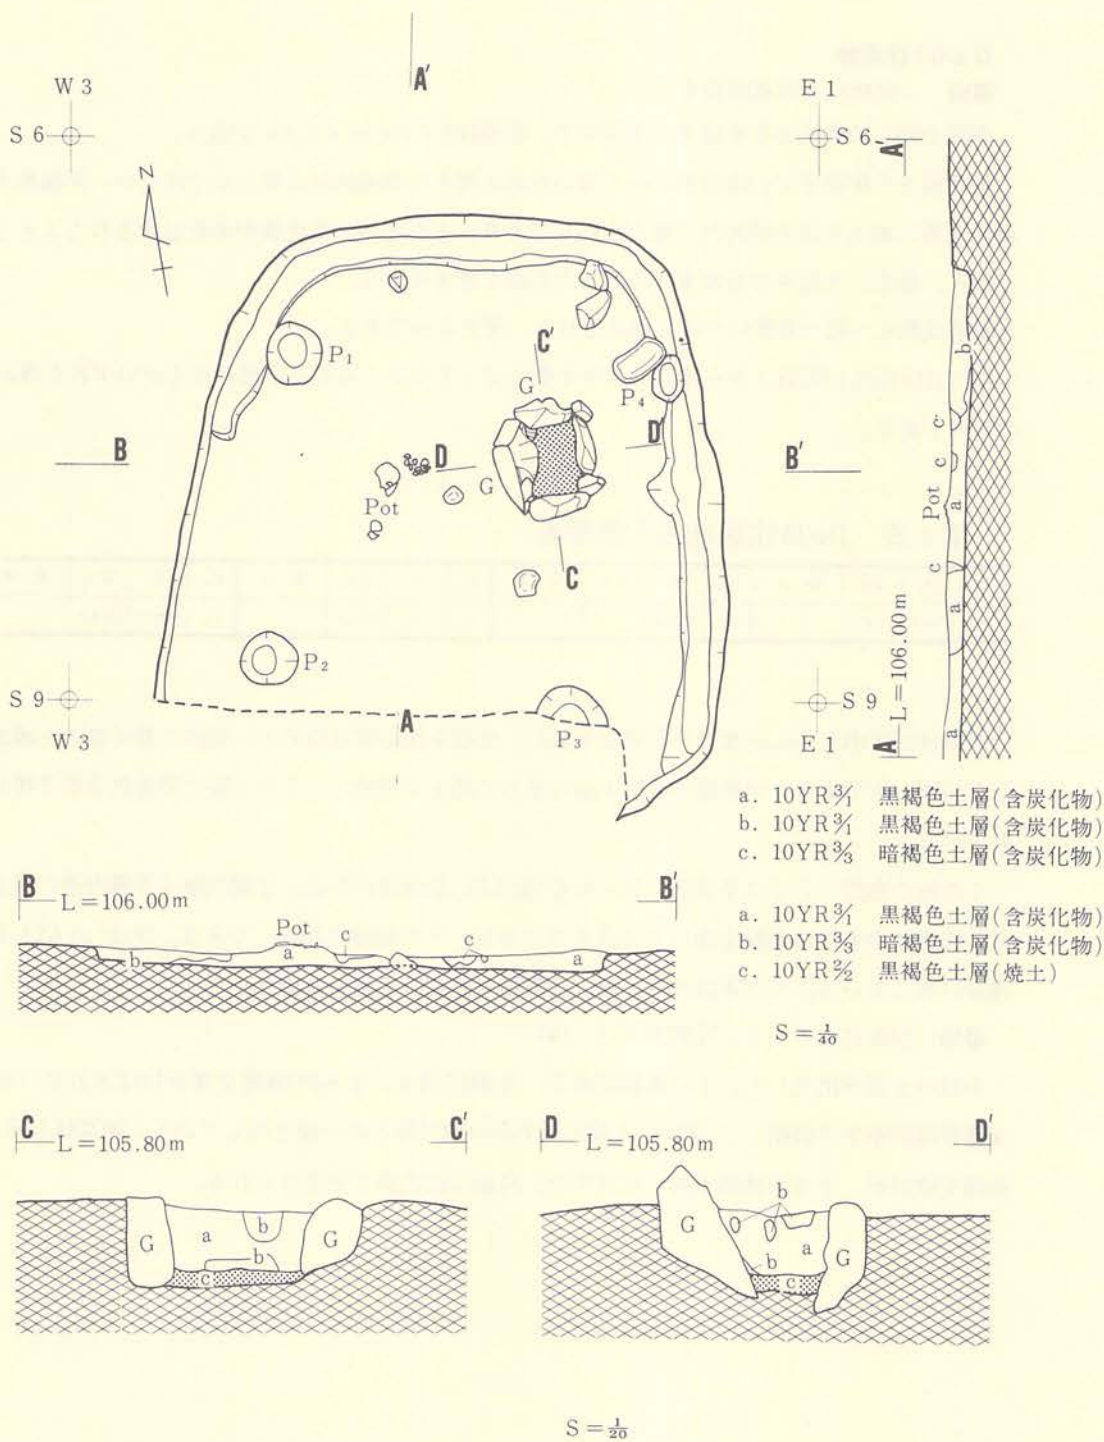 A′
W 3
E 1
S 6
S 6
A′
N
P₁
C′
G
P₄
b
B
D
D′
B′
c
c
Pot
G
Pot
a
C
c
a
P₂
L=106.00m
S 9
A
P₃
S 9
W 3
E 1
A
a
a. 10YR3/1 黒褐色土層(含炭化物)
b. 10YR3/1 黒褐色土層(含炭化物)
c. 10YR3/3 暗褐色土層(含炭化物)
B
B′
L=106.00m
a. 10YR3/1 黒褐色土層(含炭化物)
b. 10YR3/3 暗褐色土層(含炭化物)
c. 10YR2/2 黒褐色土層(焼土)
Pot
b
a
c
c
a
S=1/40
C
L=105.80m
C′
D
L=105.80m
D′
G
a
b
b
c
G
G
b
b
a
c
G
S=1/20